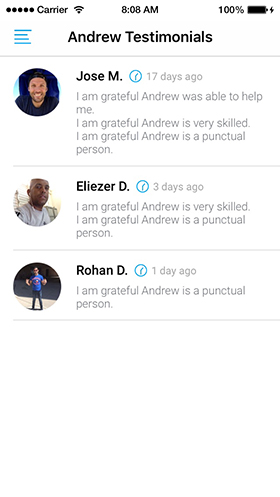 Carrier 8:08 AM 100%
Andrew Testimonials
Jose M. 17 days ago
I am grateful Andrew was able to help
me.
I am grateful Andrew is very skilled.
I am grateful Andrew is a punctual
person.
Eliezer D. 3 days ago
I am grateful Andrew is very skilled.
I am grateful Andrew is a punctual
person.
Rohan D. 1 day ago
I am grateful Andrew is a punctual
person.